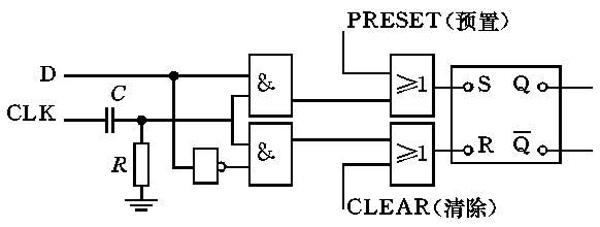 PRESET(预置)
D
&
≥1
S Q
CLK
C
&
≥1
R Q̅
R
CLEAR(清除)